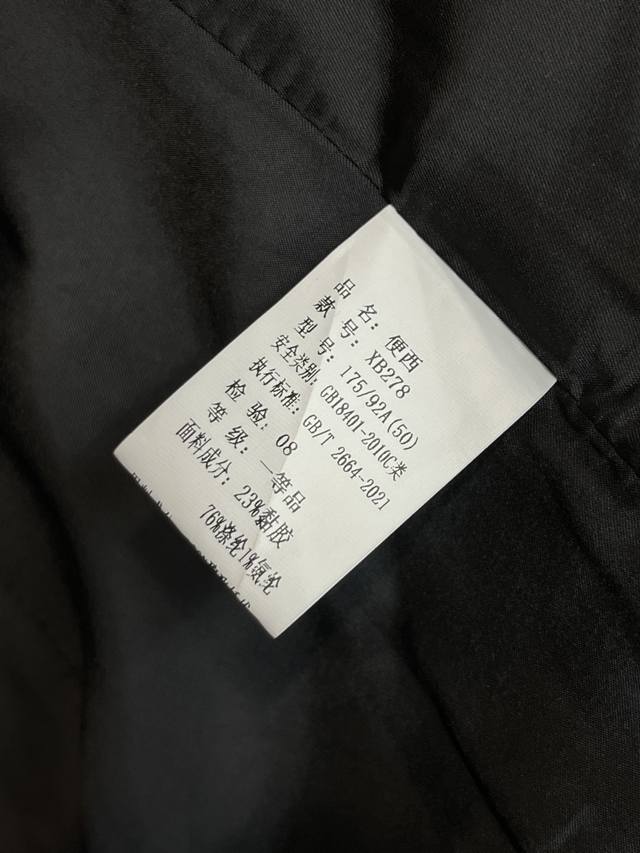 品 名: 便西
款 号: XB278
型 号: 175/92A(50)
安全类别: GB18401-2010C类
执行标准: GB/T 2664-2021
检 验: 08
等 级: 一等品
面料成分: 23%黏胶
76%涤纶1%氨纶